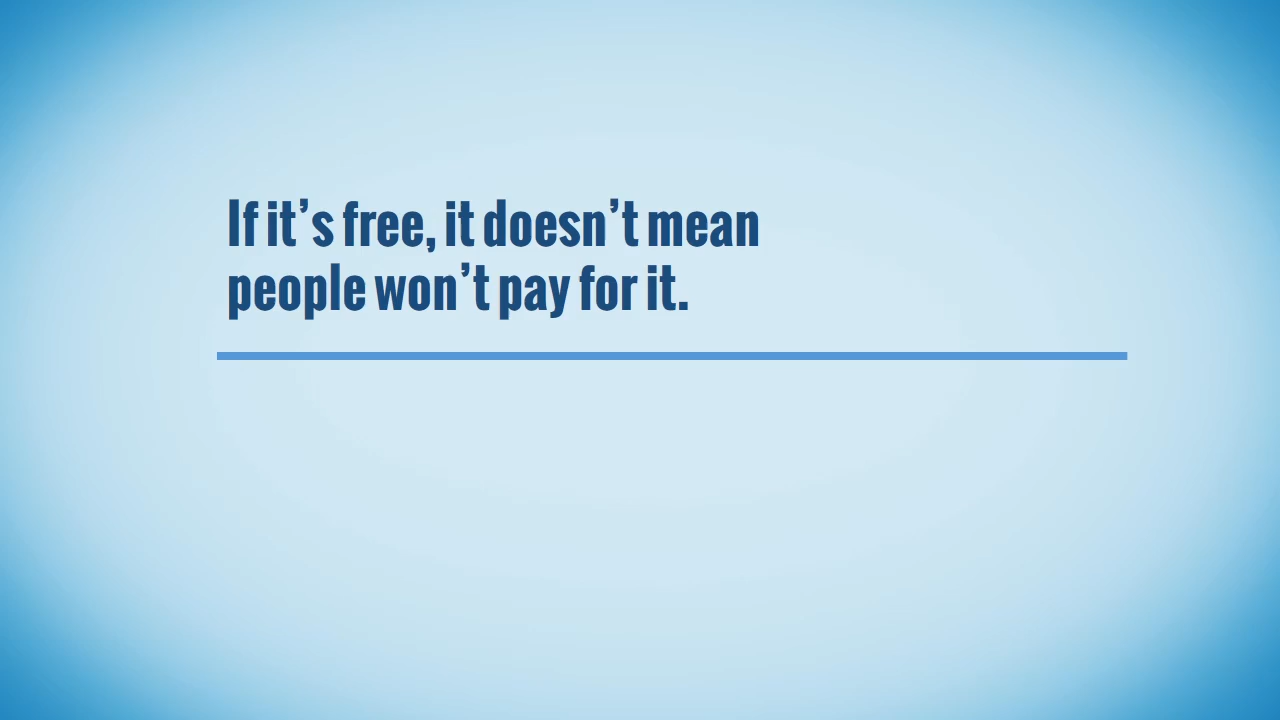 If it’s free, it doesn’t mean
people won’t pay for it.